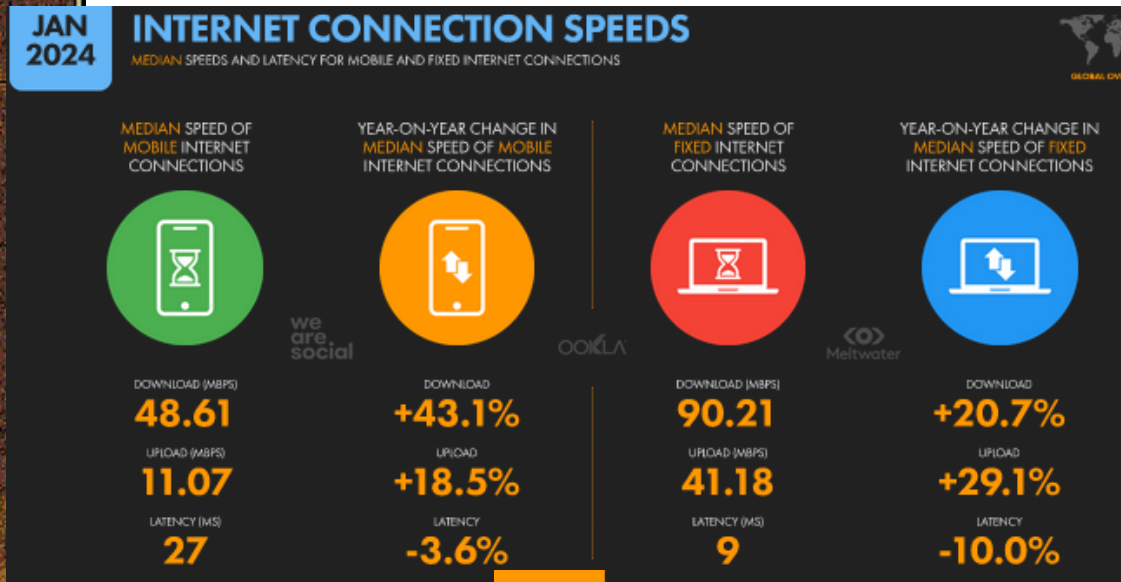 JAN
2024
INTERNET CONNECTION SPEEDS
MEDIAN SPEEDS AND LATENCY FOR MOBILE AND FIXED INTERNET CONNECTIONS
GLOBAL
MEDIAN SPEED OF
MOBILE INTERNET
CONNECTIONS
YEAR-ON-YEAR CHANGE IN
MEDIAN SPEED OF MOBILE
INTERNET CONNECTIONS
MEDIAN SPEED OF
FIXED INTERNET
CONNECTIONS
YEAR-ON-YEAR CHANGE IN
MEDIAN SPEED OF FIXED
INTERNET CONNECTIONS
we
are
social
OOKLA
Meltwater
DOWNLOAD (MBPS)
48.61
UPLOAD (MBPS)
11.07
LATENCY (MS)
27
DOWNLOAD
+43.1%
UPLOAD
+18.5%
LATENCY
-3.6%
DOWNLOAD (MBPS)
90.21
UPLOAD (MBPS)
41.18
LATENCY (MS)
9
DOWNLOAD
+20.7%
UPLOAD
+29.1%
LATENCY
-10.0%